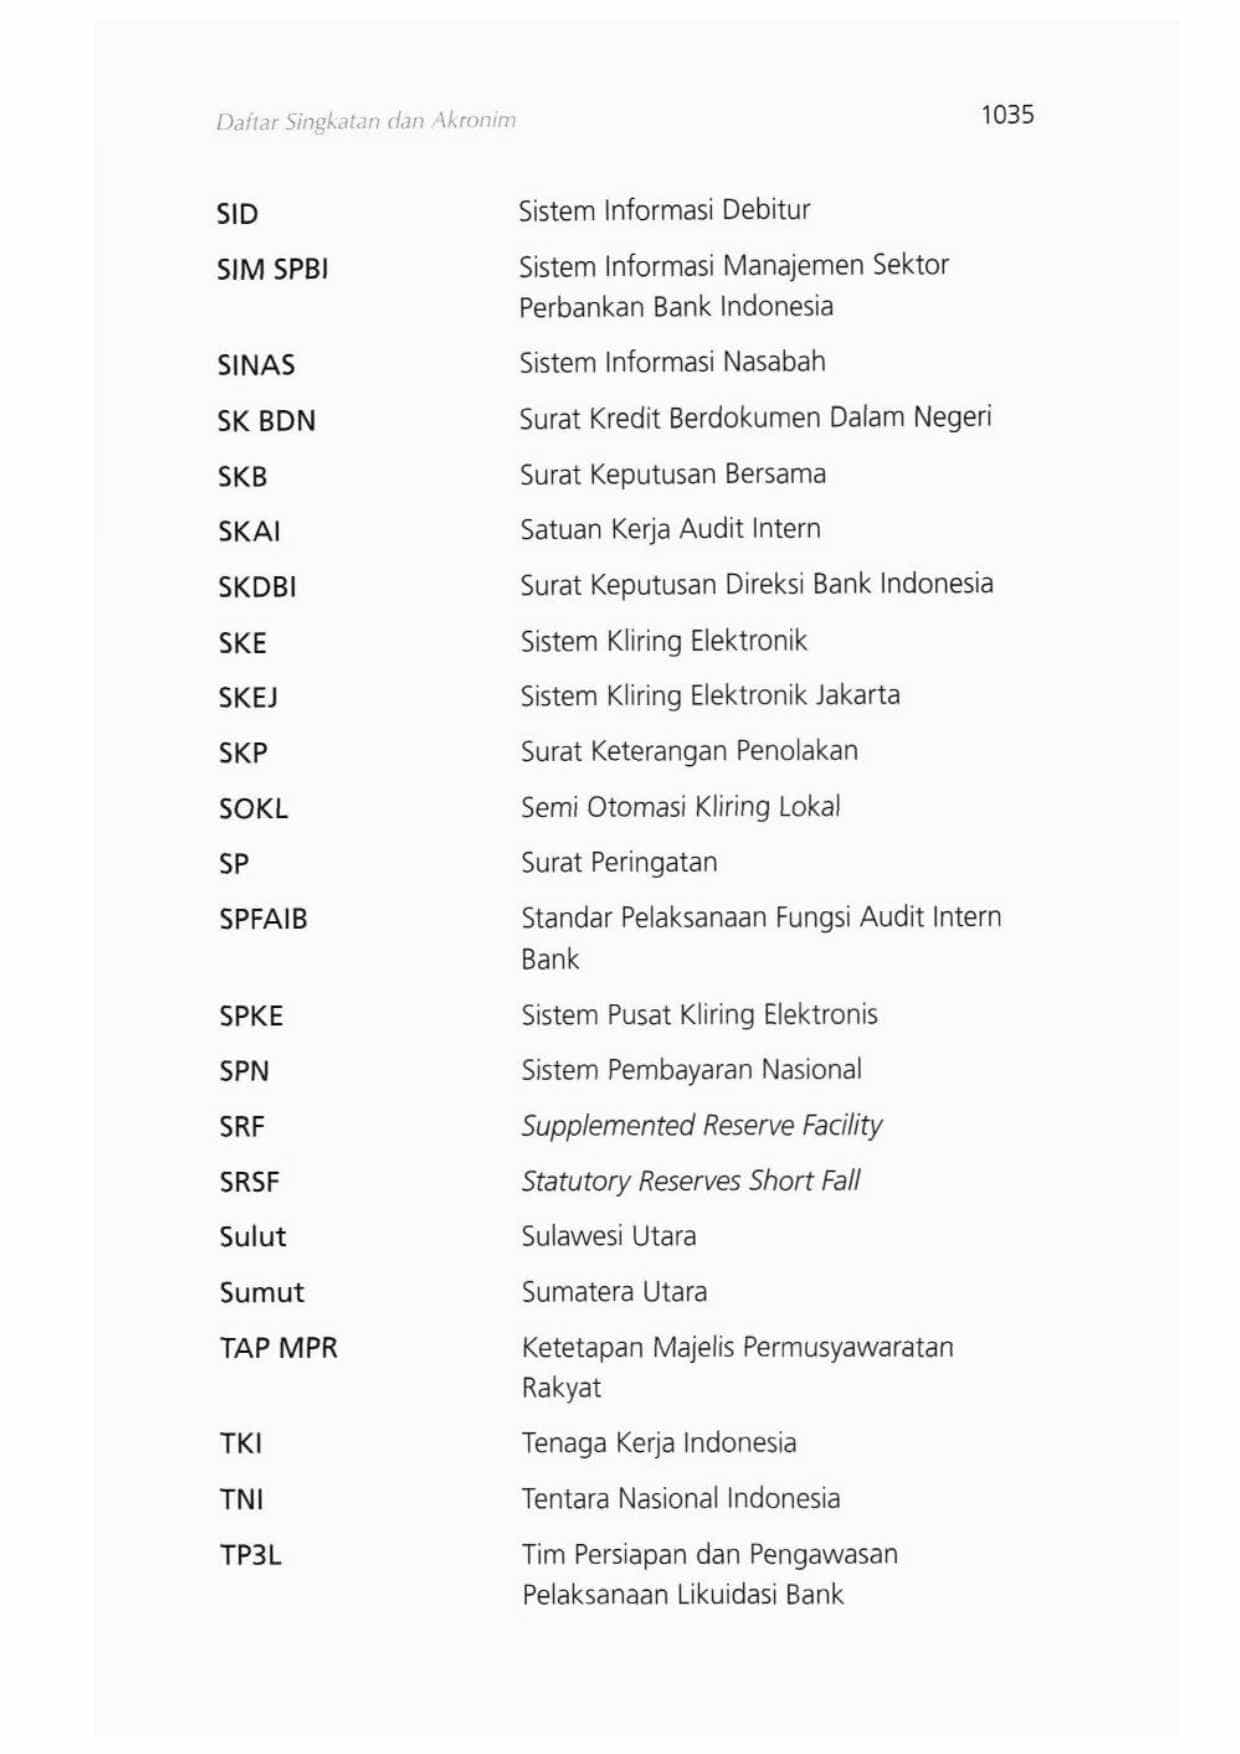 Daftar Singkatan dan Akronim 1035
SID Sistem Informasi Debitur
SIM SPBI Sistem Informasi Manajemen Sektor
Perbankan Bank Indonesia
SINAS Sistem Informasi Nasabah
SK BDN Surat Kredit Berdokumen Dalam Negeri
SKB Surat Keputusan Bersama
SKAI Satuan Kerja Audit Intern
SKDBI Surat Keputusan Direksi Bank Indonesia
SKE Sistem Kliring Elektronik
SKEJ Sistem Kliring Elektronik Jakarta
SKP Surat Keterangan Penolakan
SOKL Semi Otomasi Kliring Lokal
SP Surat Peringatan
SPFAIB Standar Pelaksanaan Fungsi Audit Intern
Bank
SPKE Sistem Pusat Kliring Elektronis
SPN Sistem Pembayaran Nasional
SRF Supplemented Reserve Facility
SRSF Statutory Reserves Short Fall
Sulut Sulawesi Utara
Sumut Sumatera Utara
TAP MPR Ketetapan Majelis Permusyawaratan
Rakyat
TKI Tenaga Kerja Indonesia
TNI Tentara Nasional Indonesia
TP3L Tim Persiapan dan Pengawasan
Pelaksanaan Likuidasi Bank